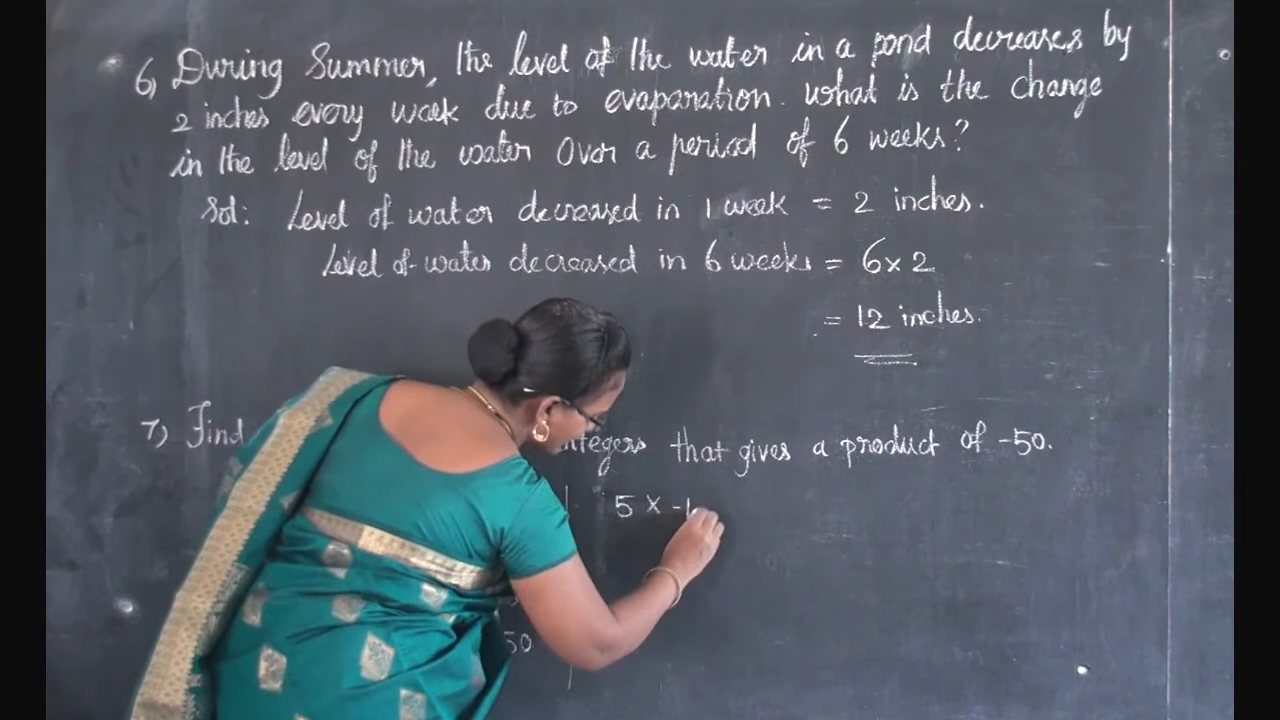 6, During Summer, the level of the water in a pond decreases by
2 inches every week due to evaparation. what is the change
in the level of the water over a period of 6 weeks?
Sol: Level of water decreased in 1 week = 2 inches.
Level of water decreased in 6 weeks = 6x2
= 12 inches.
7) Find integers that gives a product of -50.
5 x -1
50